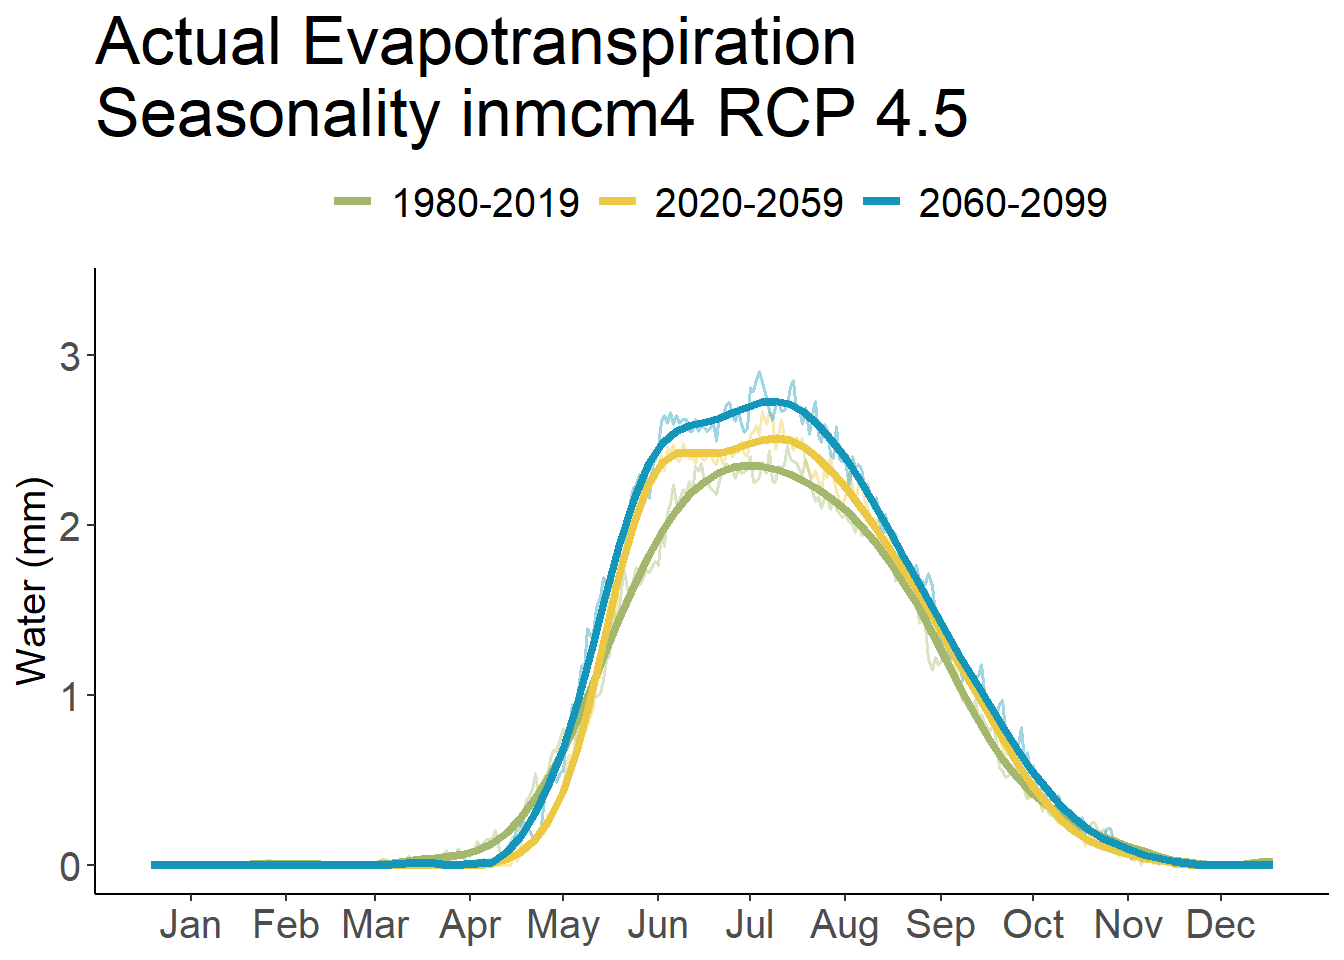 Actual Evapotranspiration
Seasonality inmcm4 RCP 4.5
1980-2019 2020-2059 2060-2099
Water (mm)
3
2
1
0
Jan Feb Mar Apr May Jun Jul Aug Sep Oct Nov Dec